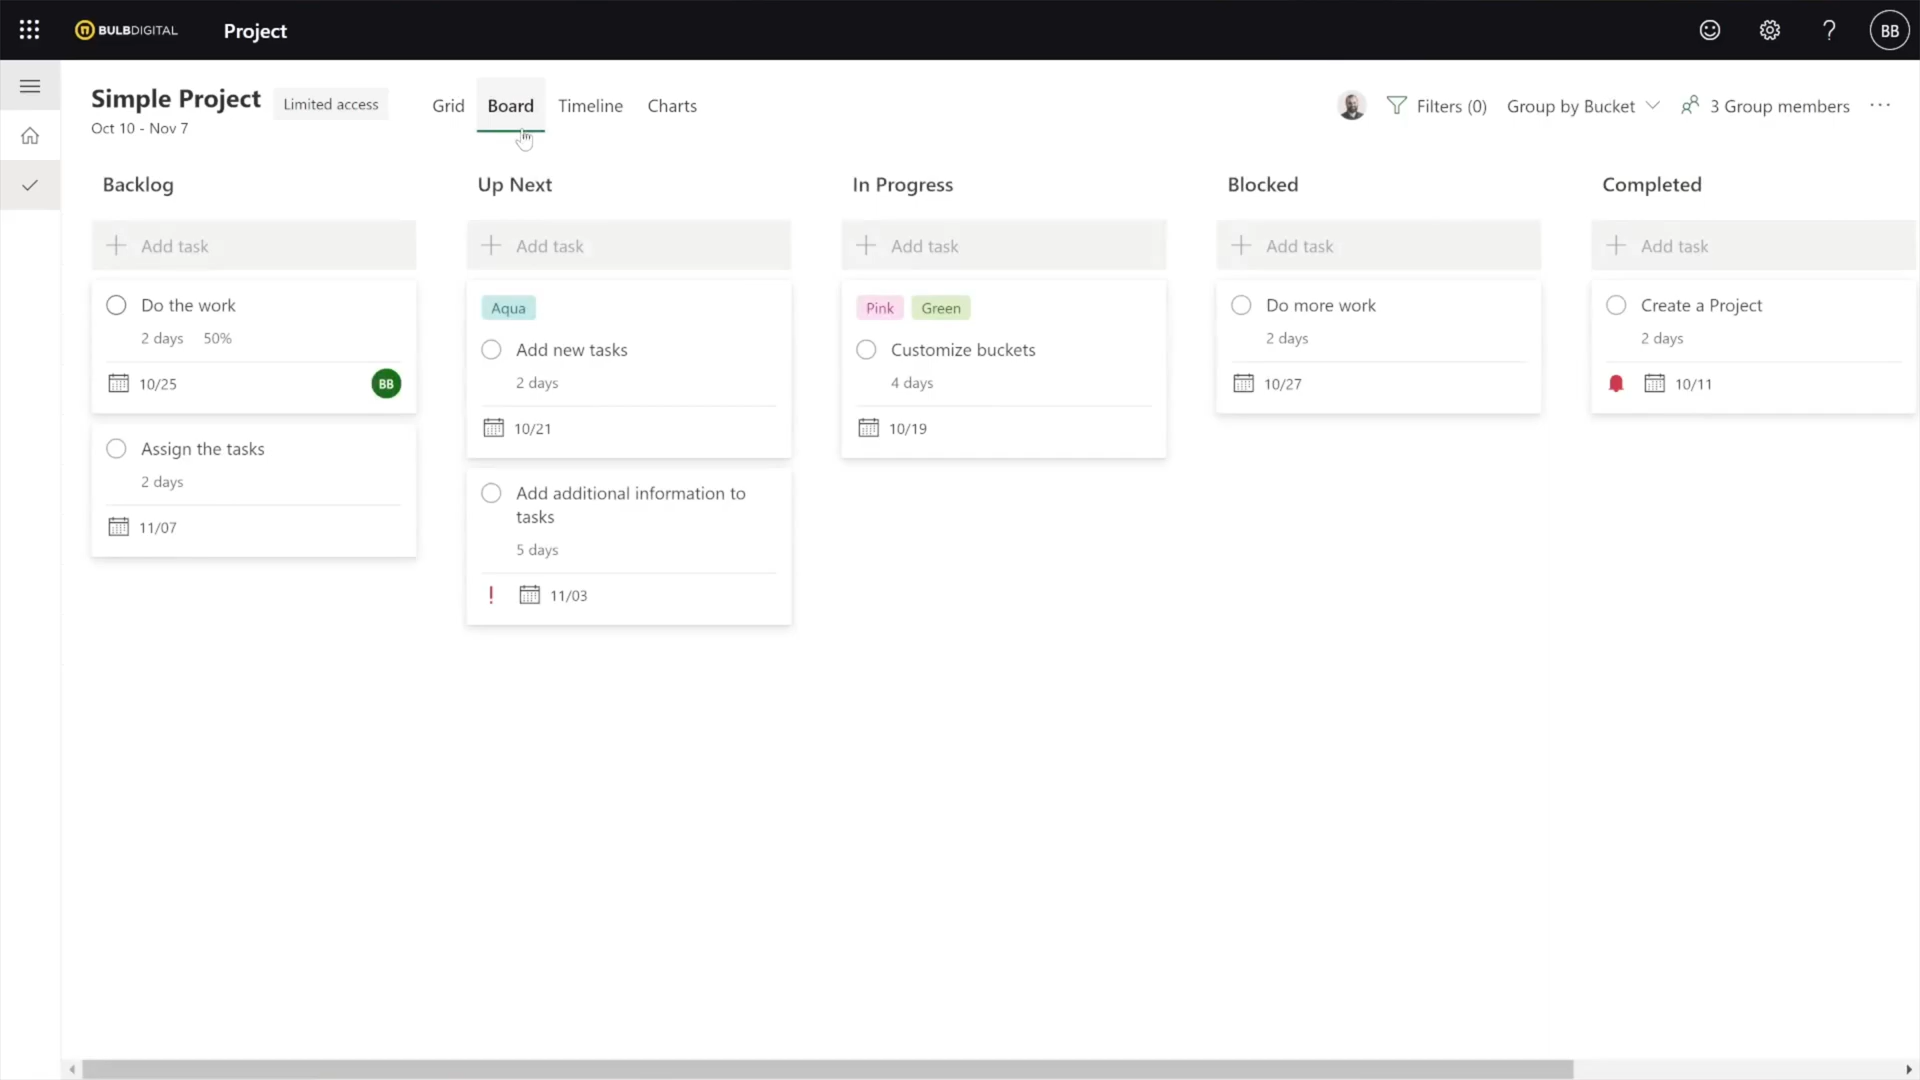 BULBDIGITAL
Project
?
BB
Simple Project
Limited access
Oct 10 - Nov 7
Grid
Board
Timeline
Charts
Filters (0)
Group by Bucket
3 Group members
Backlog
Add task
Do the work
2 days 50%
10/25
BB
Assign the tasks
2 days
11/07
Up Next
Add task
Aqua
Add new tasks
2 days
10/21
Add additional information to
tasks
5 days
! 11/03
In Progress
Add task
Pink Green
Customize buckets
4 days
10/19
Blocked
Add task
Do more work
2 days
10/27
Completed
Add task
Create a Project
2 days
10/11